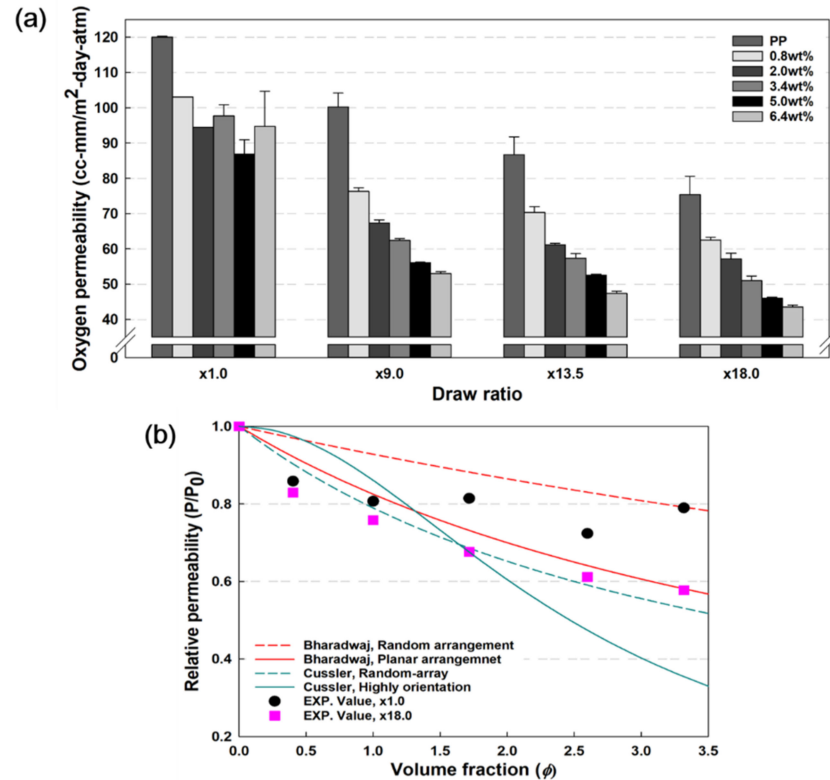 (a)
Oxygen permeability (cc-mm/m²-day-atm)
120
110
100
90
80
70
60
50
40
0
PP
0.8wt%
2.0wt%
3.4wt%
5.0wt%
6.4wt%
x1.0
x9.0
x13.5
x18.0
Draw ratio
(b)
Relative permeability (P/P₀)
1.0
0.8
0.6
0.4
0.2
Bharadwaj, Random arrangement
Bharadwaj, Planar arrangemnet
Cussler, Random-array
Cussler, Highly orientation
EXP. Value, x1.0
EXP. Value, x18.0
0.0
0.5
1.0
1.5
2.0
2.5
3.0
3.5
Volume fraction (ϕ)